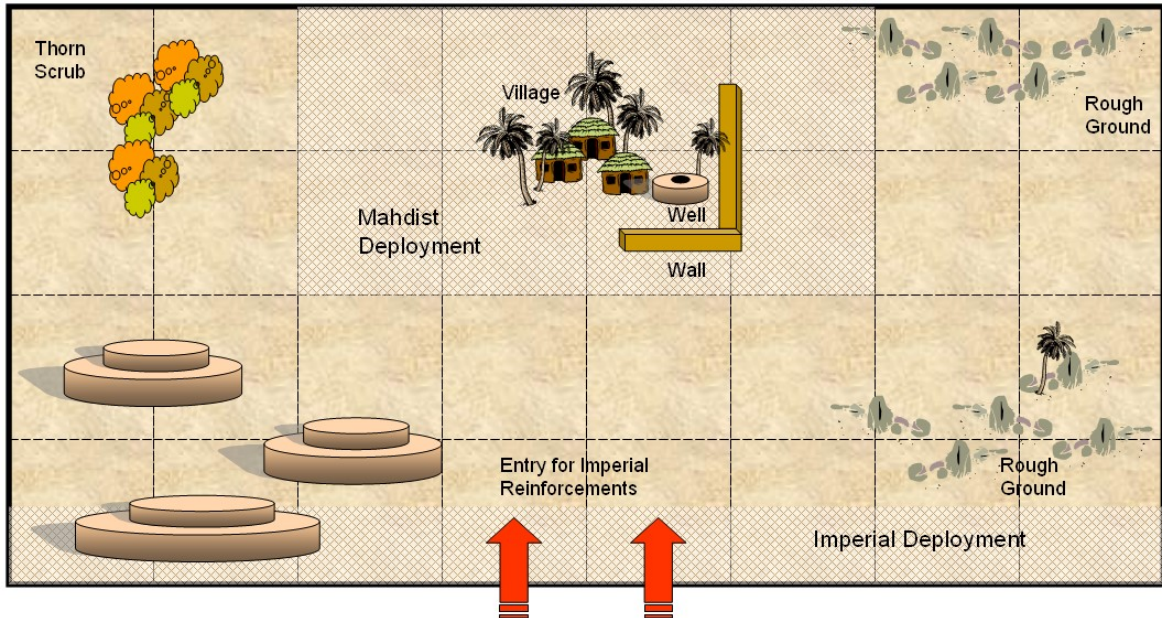 Thorn
Scrub
Village
Rough
Ground
Mahdist
Deployment
Well
Wall
Entry for Imperial
Reinforcements
Rough
Ground
Imperial Deployment